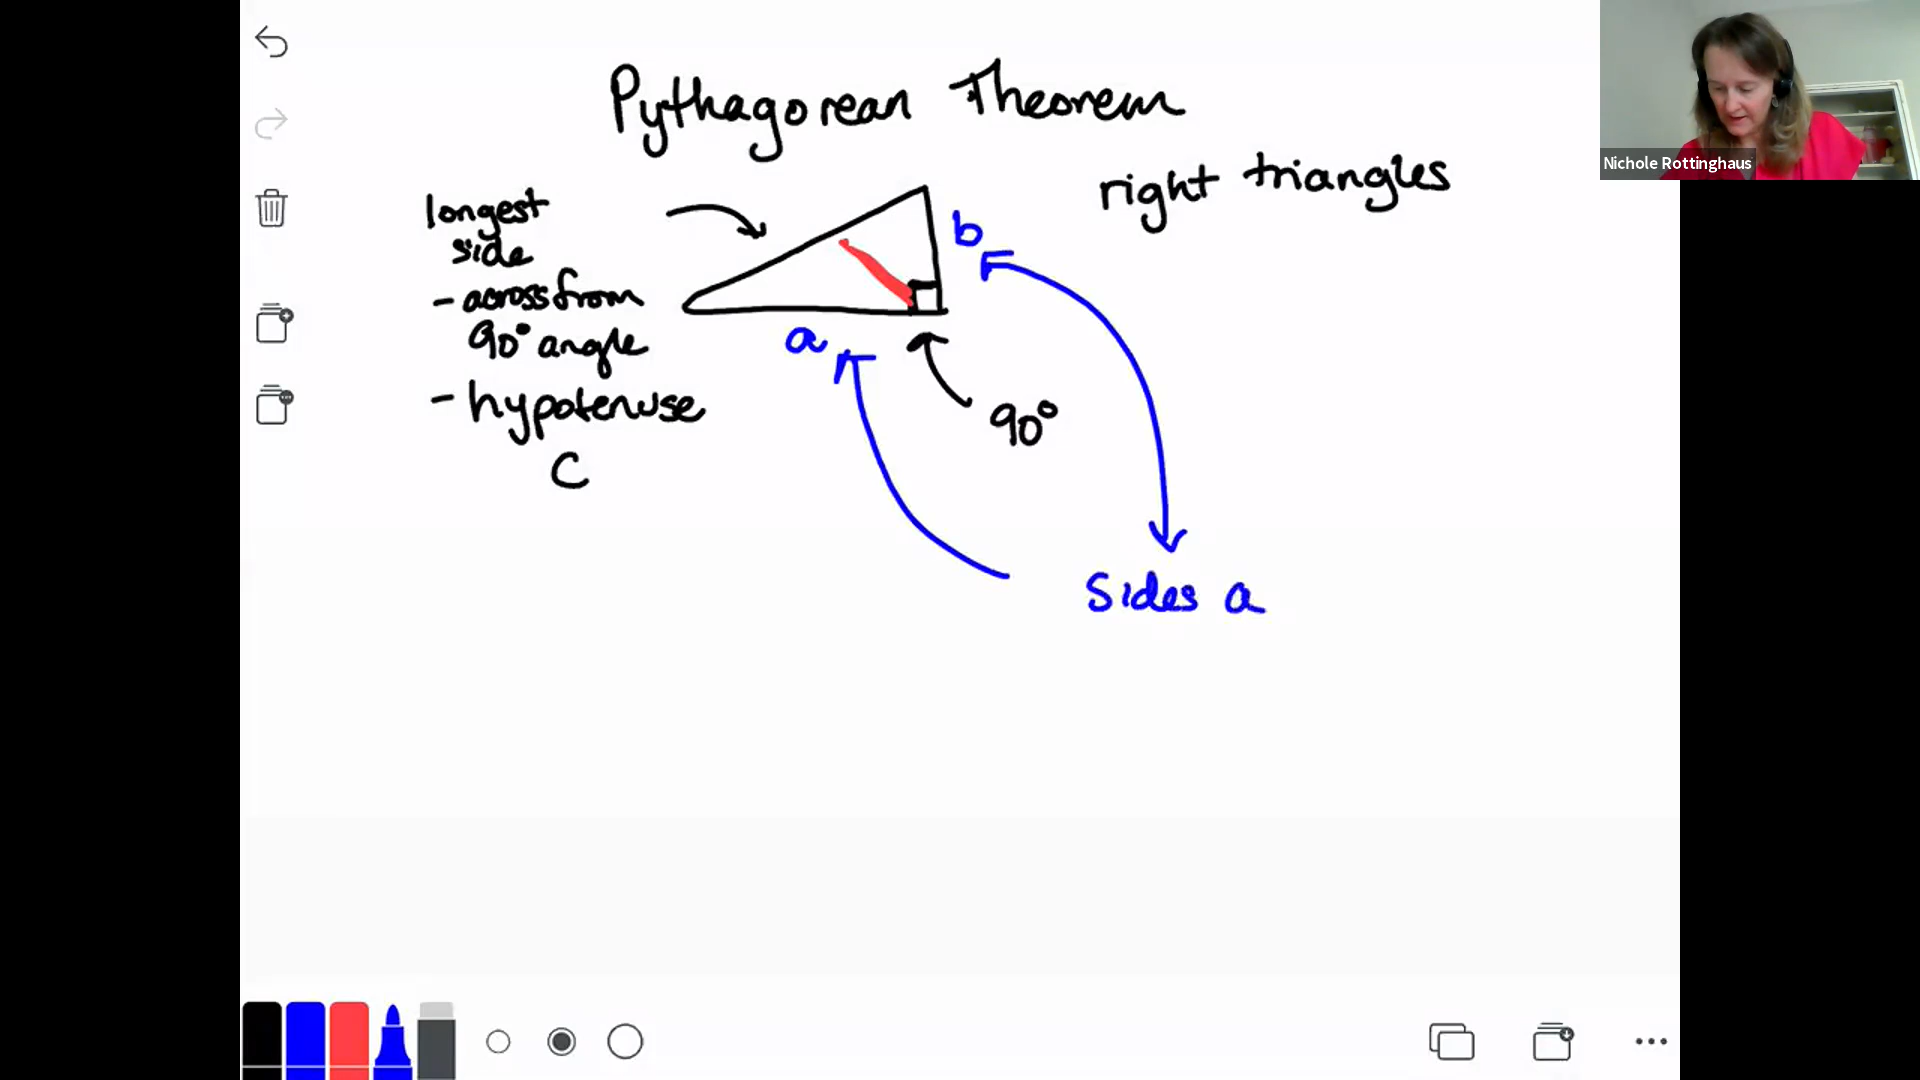 Pythagorean Theorem
right triangles
Nichole Rottinghaus
longest
side
- across from
90° angle
- hypotenuse
C
b
a
90°
Sides a